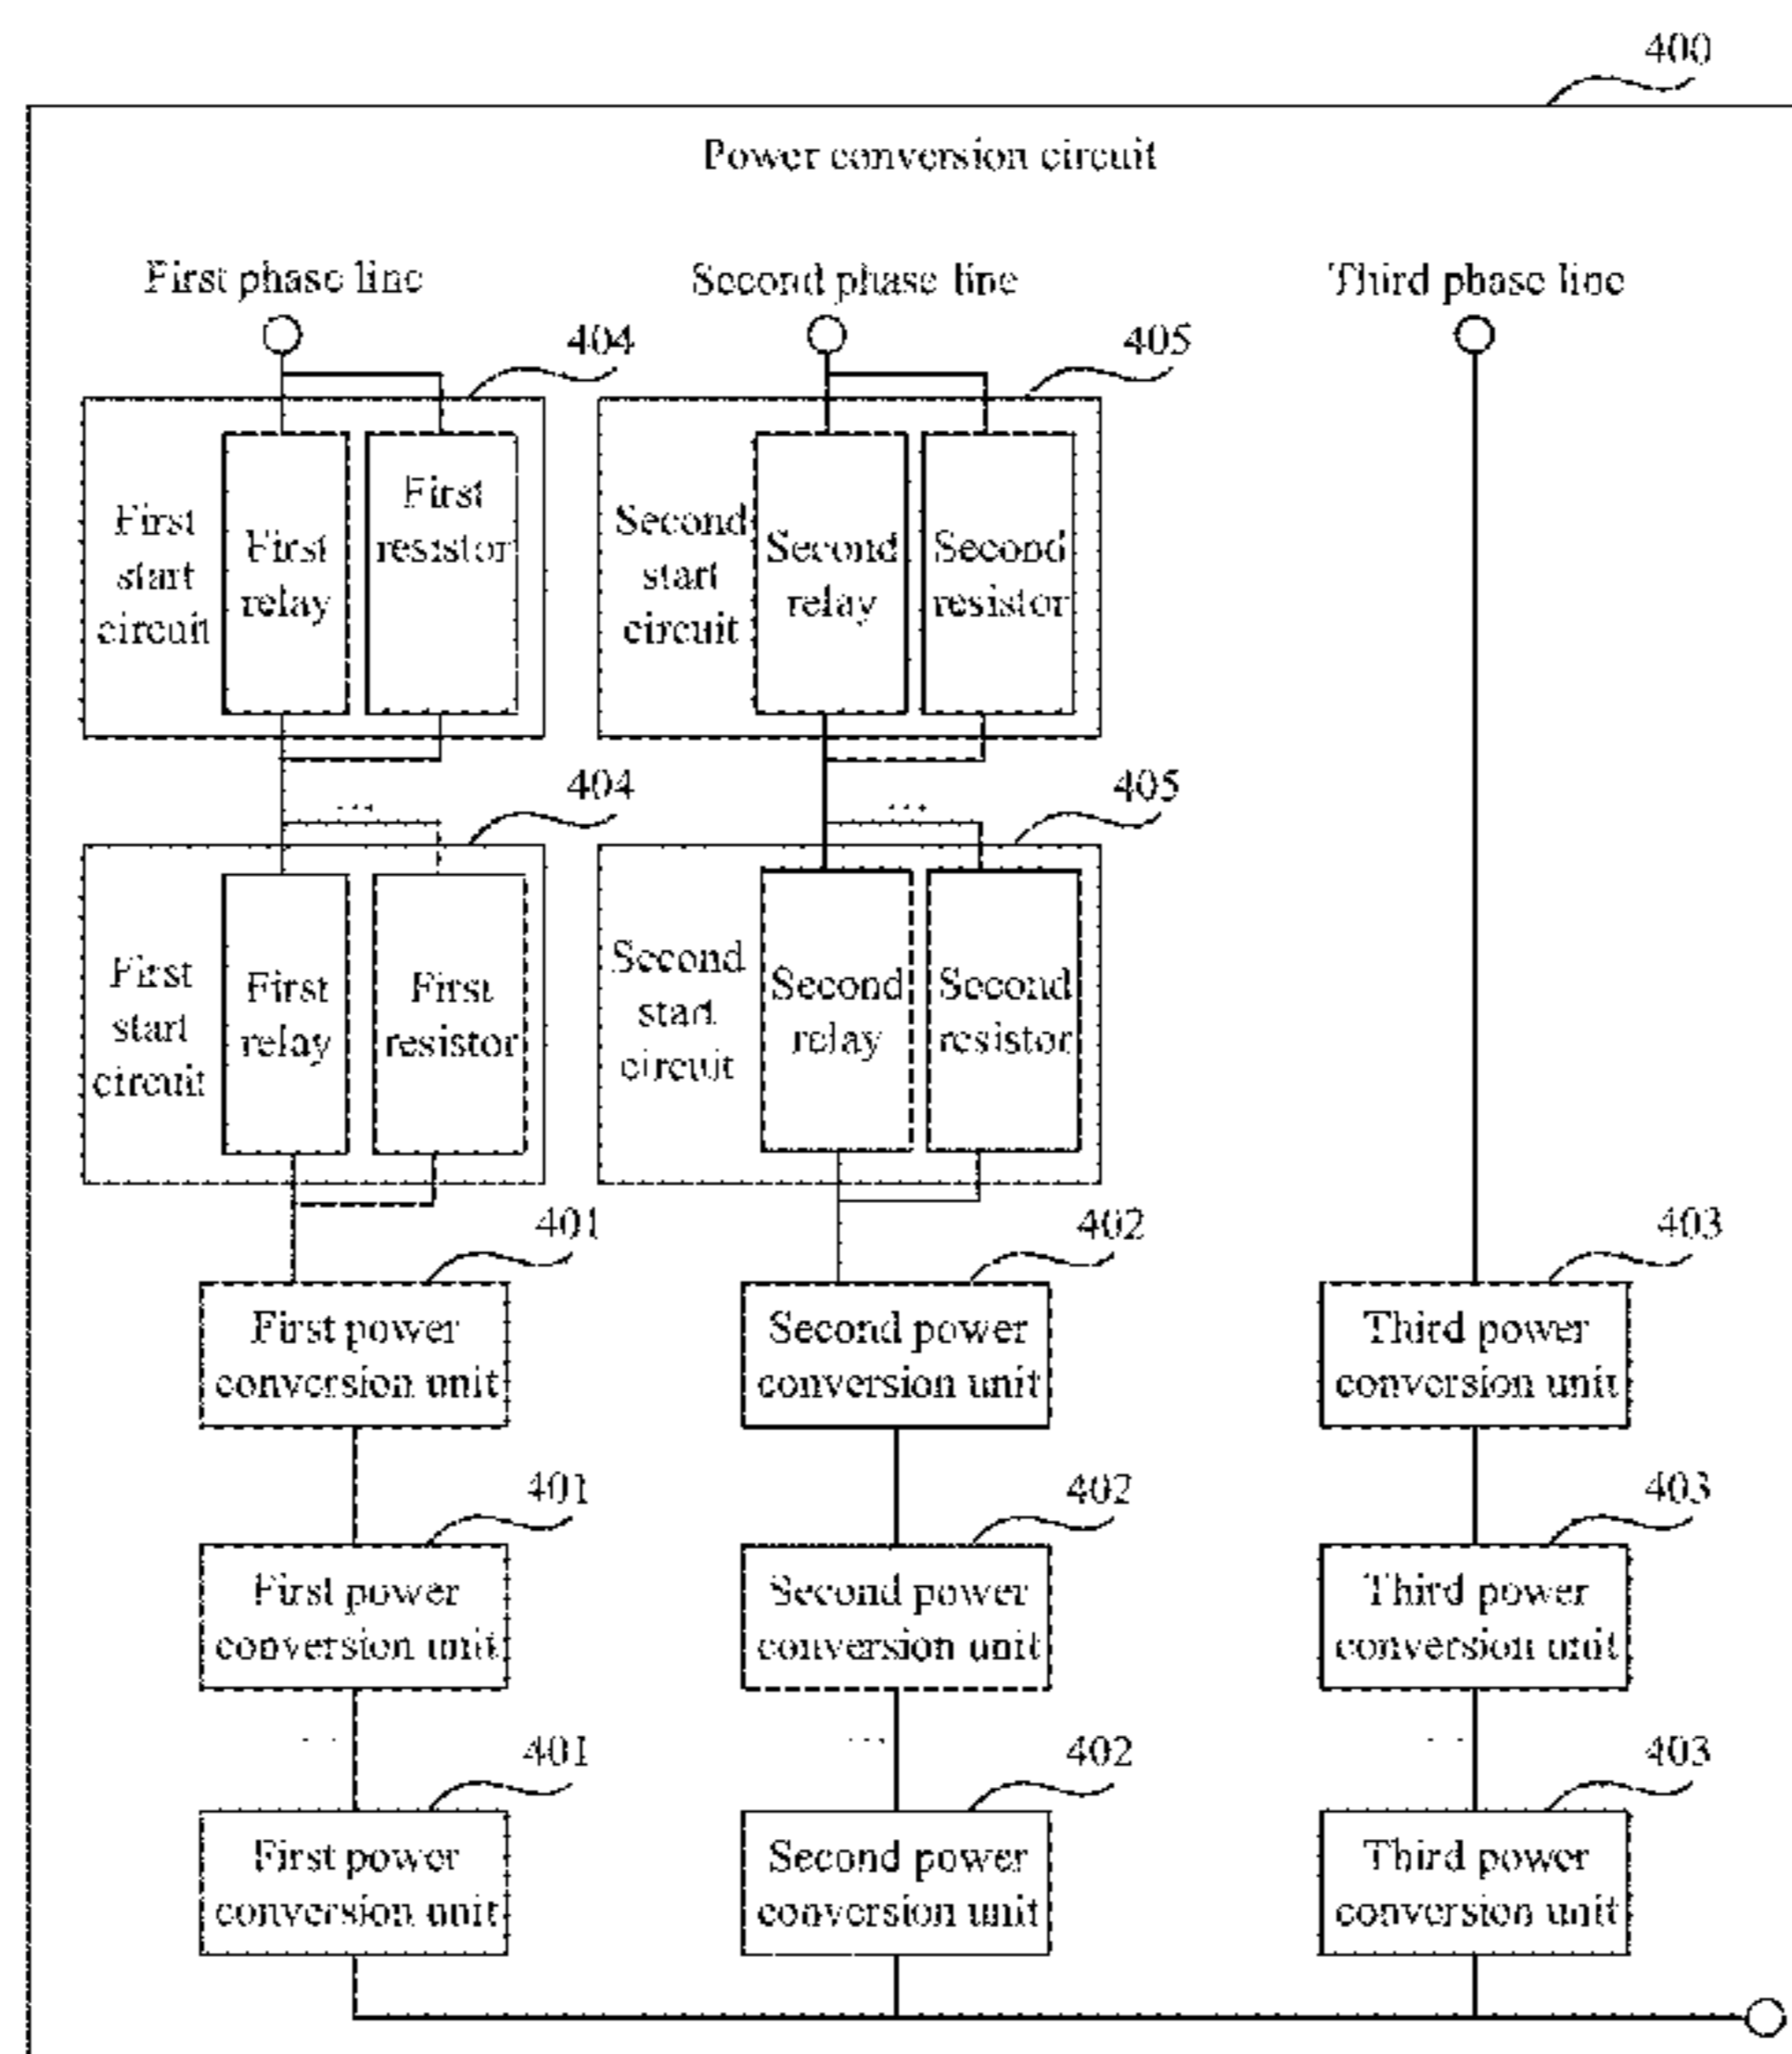 400
Power conversion circuit
First phase line
Second phase line
Third phase line
404
405
First
start
circuit
First
relay
First
resistor
Second
start
circuit
Second
relay
Second
resistor
...
404
...
405
First
start
circuit
First
relay
First
resistor
Second
start
circuit
Second
relay
Second
resistor
401
402
403
First power
conversion unit
Second power
conversion unit
Third power
conversion unit
401
402
403
First power
conversion unit
Second power
conversion unit
Third power
conversion unit
...
401
...
402
...
403
First power
conversion unit
Second power
conversion unit
Third power
conversion unit